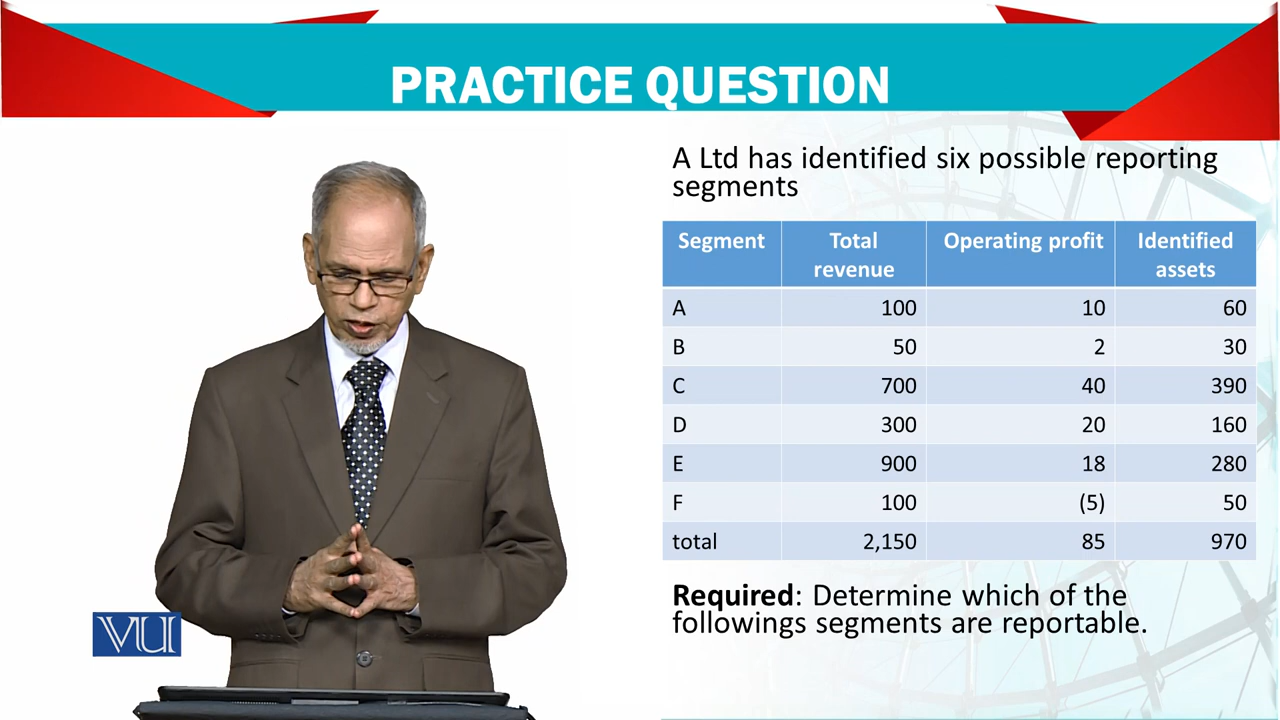 PRACTICE QUESTION
A Ltd has identified six possible reporting
segments
Segment Total revenue Operating profit Identified assets
A 100 10 60
B 50 2 30
C 700 40 390
D 300 20 160
E 900 18 280
F 100 (5) 50
total 2,150 85 970
Required: Determine which of the
followings segments are reportable.
VU